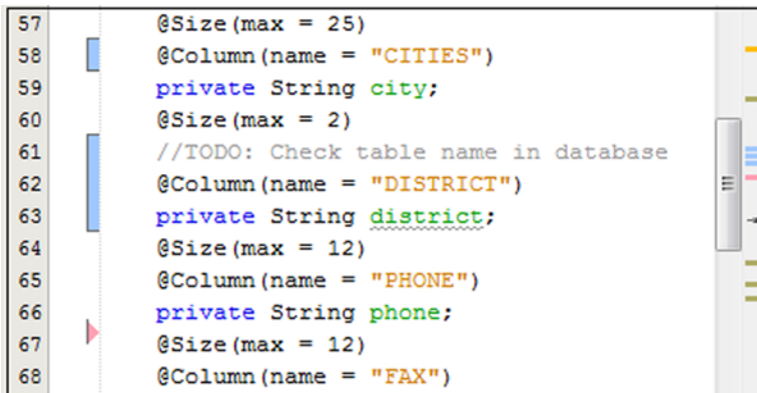 57 @Size(max = 25)
58 @Column(name = "CITIES")
59 private String city;
60 @Size(max = 2)
61 //TODO: Check table name in database
62 @Column(name = "DISTRICT")
63 private String district;
64 @Size(max = 12)
65 @Column(name = "PHONE")
66 private String phone;
67 @Size(max = 12)
68 @Column(name = "FAX")